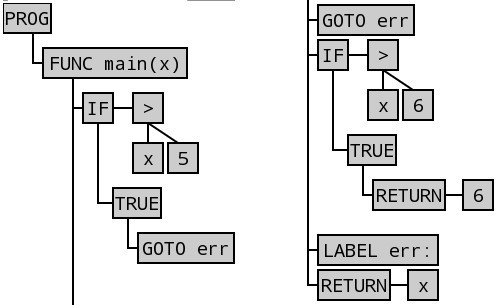 PROG
FUNC main(x)
IF >
x 5
TRUE
GOTO err
GOTO err
IF >
x 6
TRUE
RETURN 6
LABEL err:
RETURN x